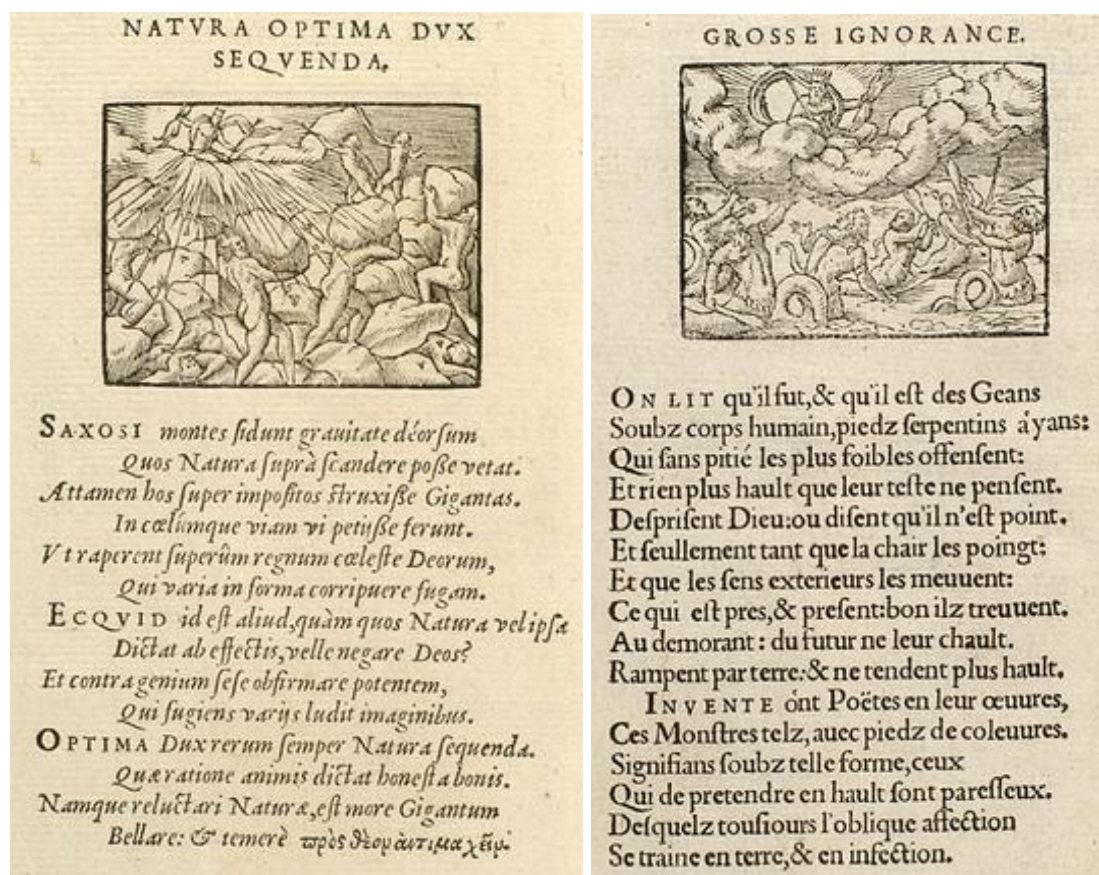 NATVRA OPTIMA DVX
SEQVENDA.
SAXOSI montes ſidunt grauitate déorſum
Quos Natura ſuprà ſcandere poſſe vetat.
Attamen hos ſuper impoſitos ſtruxiſſe Gigantas.
In cœlúmque viam vi petijſſe ferunt.
Vt raperent ſuperûm regnum cœleſte Deorum,
Qui varia in forma corripuere fugam.
ECQVID id eſt aliud, quàm quos Natura vel ipſa
Dictat ab effectis, velle negare Deos?
Et contra genium ſeſe obfirmare potentem,
Qui fugiens varijs ludit imaginibus.
OPTIMA Dux rerum ſemper Natura ſequenda.
Quæ ratione animis dictat honeſta bonis.
Namque reluctari Naturæ, eſt more Gigantum
Bellare: & temerè
GROSSE IGNORANCE.
ON LIT qu'il fut, & qu'il eſt des Geans
Soubz corps humain, piedz ſerpentins áyans:
Qui ſans pitié les plus foibles offenſent:
Et rien plus hault que leur teſte ne penſent.
Deſpriſent Dieu: ou diſent qu'il n'eſt point.
Et ſeullement tant que la chair les poingt:
Et que les ſens exterieurs les meuuent:
Ce qui eſt pres, & preſent: bon ilz treuuent.
Au demorant: du futur ne leur chault.
Rampent par terre: & ne tendent plus hault.
INVENTE ónt Poëtes en leur œuures,
Ces Monſtres telz, auec piedz de coleuures.
Signifians ſoubz telle forme, ceux
Qui de pretendre en hault ſont pareſſeux.
Deſquelz touſiours l'oblique affection
Se traine en terre, & en infection.